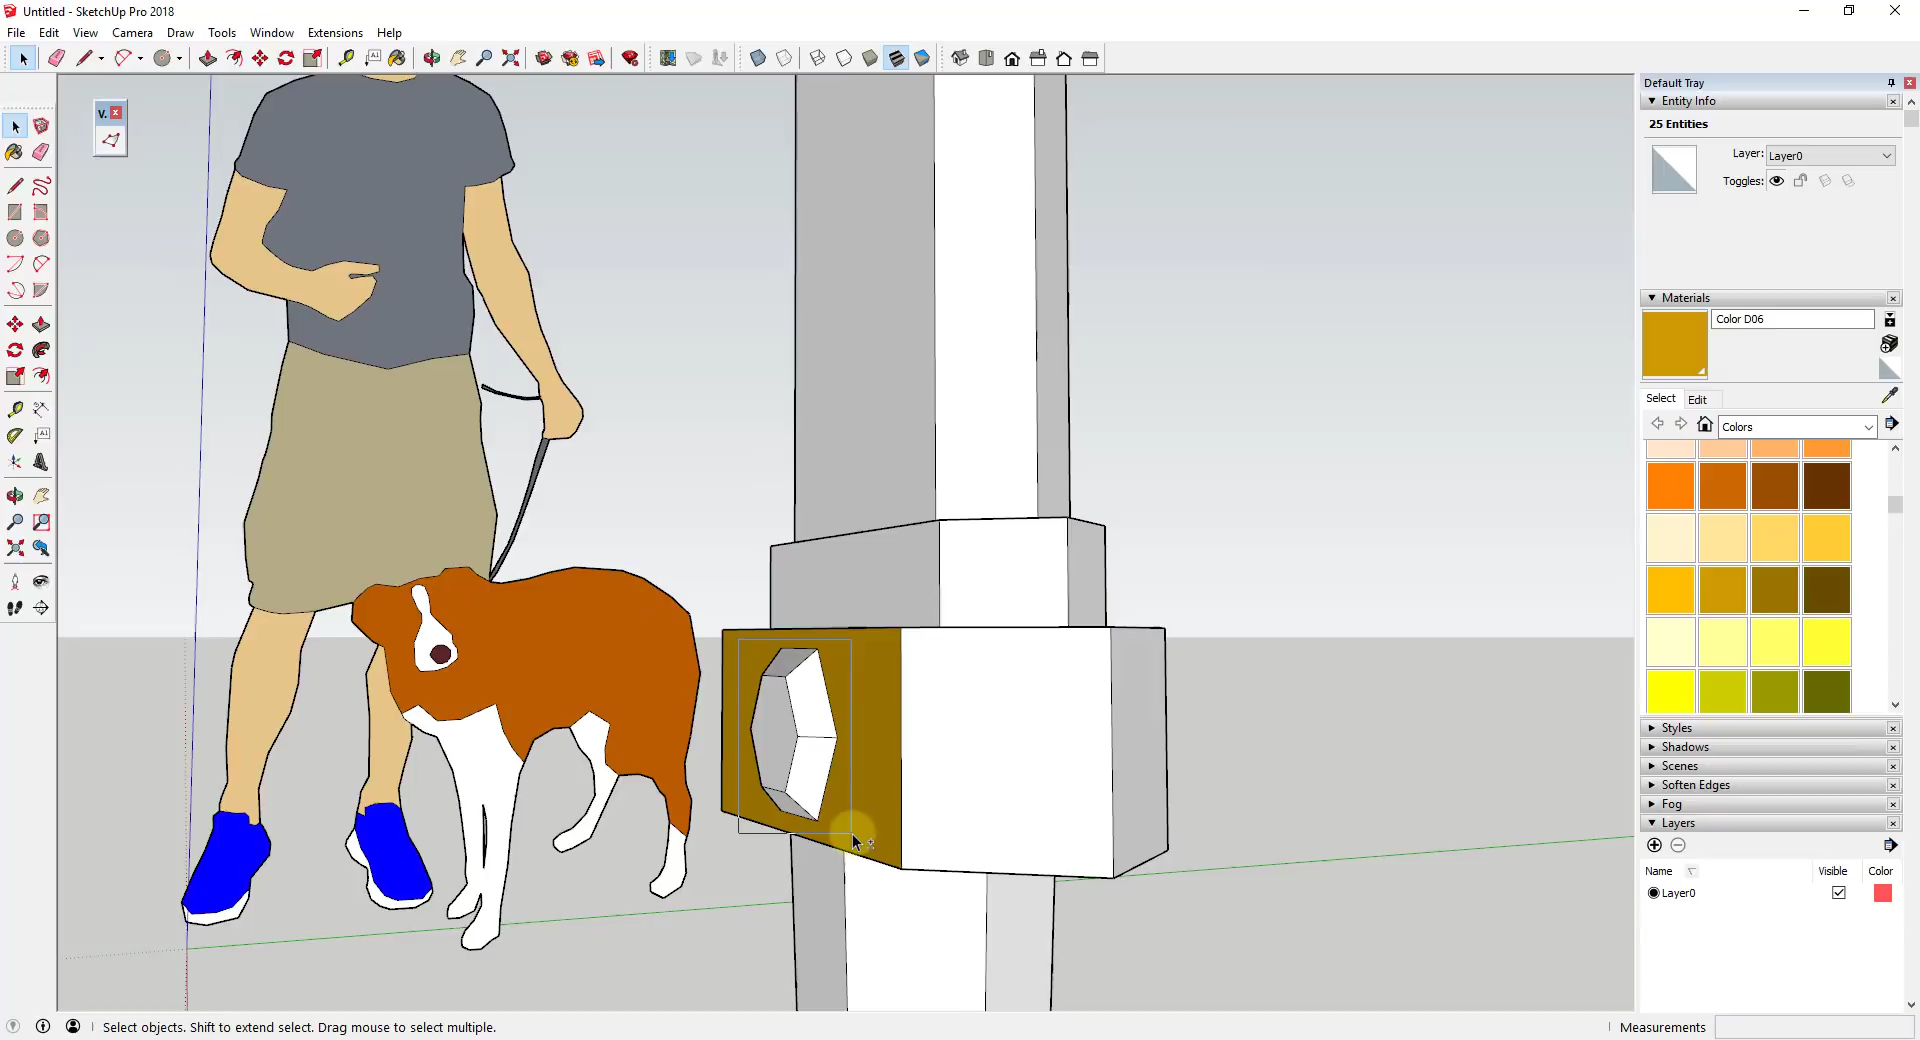 Untitled - SketchUp Pro 2018
File Edit View Camera Draw Tools Window Extensions Help
V.
Default Tray
Entity Info
25 Entities
Layer: Layer0
Toggles:
Materials
Color D06
Select Edit
Colors
Styles
Shadows
Scenes
Soften Edges
Fog
Layers
Name Visible Color
Layer0
Select objects. Shift to extend select. Drag mouse to select multiple.
Measurements